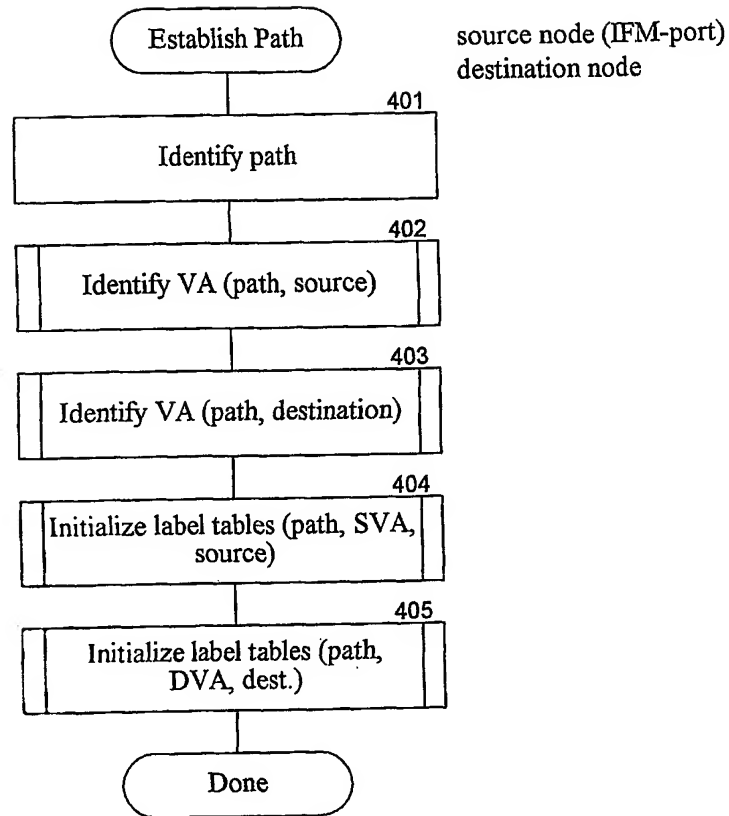 Establish Path
source node (IFM-port)
destination node
401
Identify path
402
Identify VA (path, source)
403
Identify VA (path, destination)
404
Initialize label tables (path, SVA,
source)
405
Initialize label tables (path,
DVA, dest.)
Done